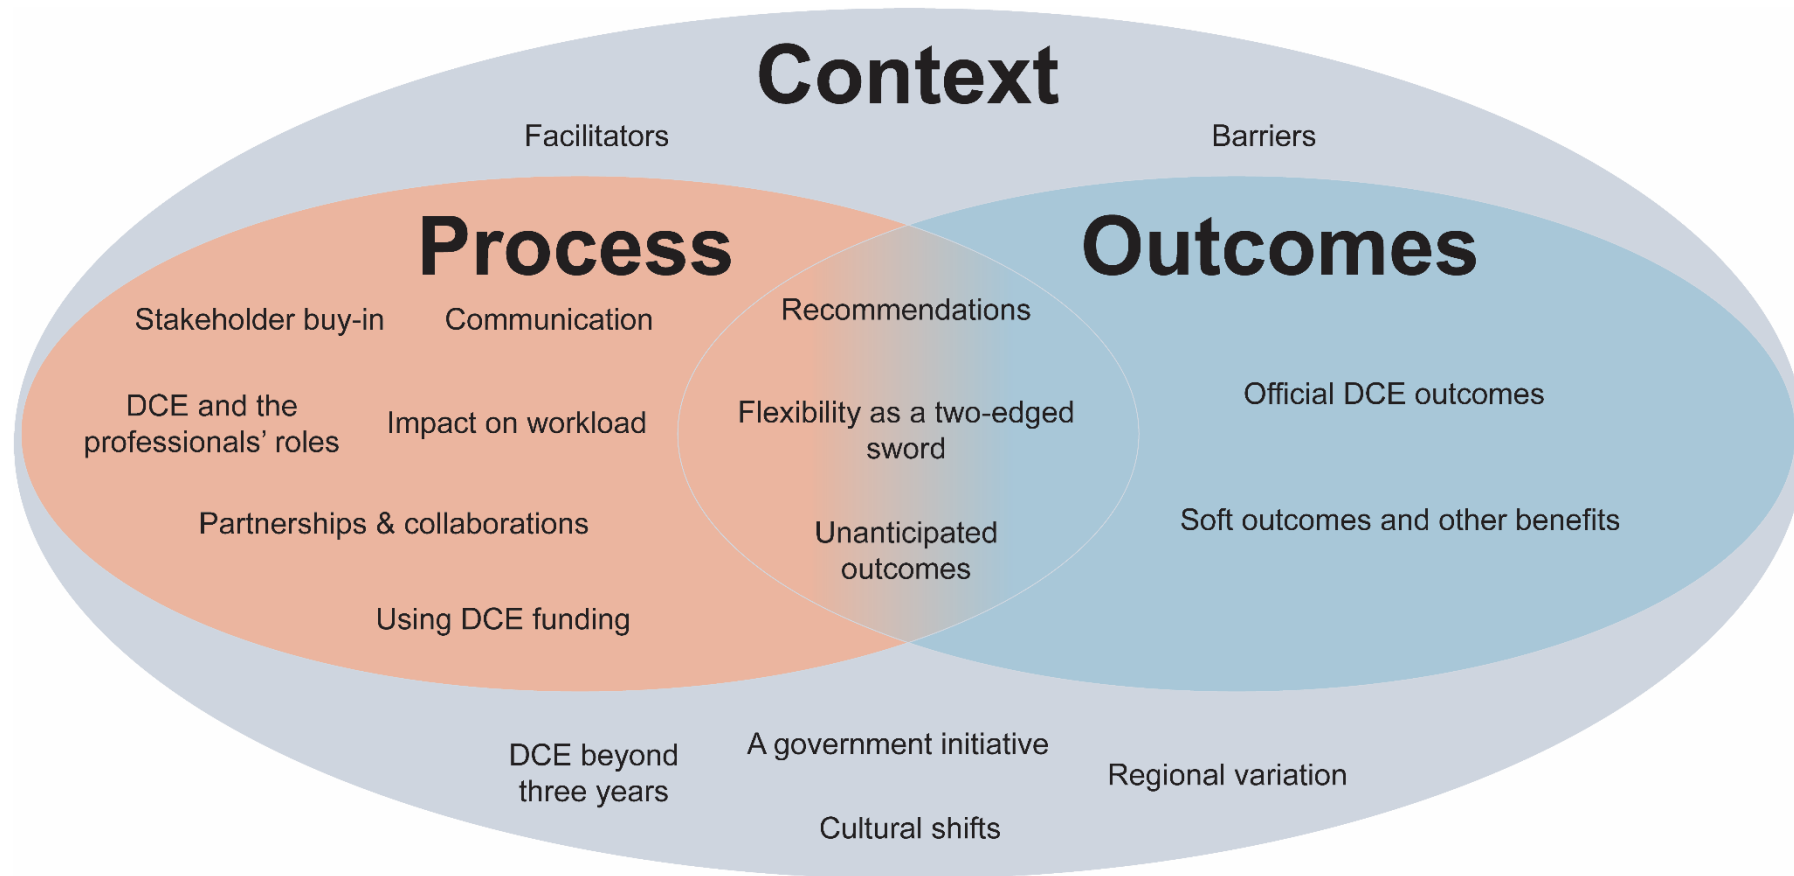 Context
Facilitators
Barriers
Process
Outcomes
Stakeholder buy-in
Communication
Recommendations
DCE and the
professionals’ roles
Impact on workload
Flexibility as a two-edged
sword
Official DCE outcomes
Partnerships & collaborations
Unanticipated
outcomes
Soft outcomes and other benefits
Using DCE funding
DCE beyond
three years
A government initiative
Regional variation
Cultural shifts